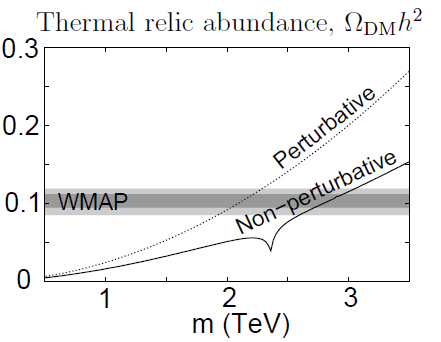 Thermal relic abundance, Ω_DM h²
0.3
0.2
0.1
0
Perturbative
Non-perturbative
WMAP
1 2 3
m (TeV)